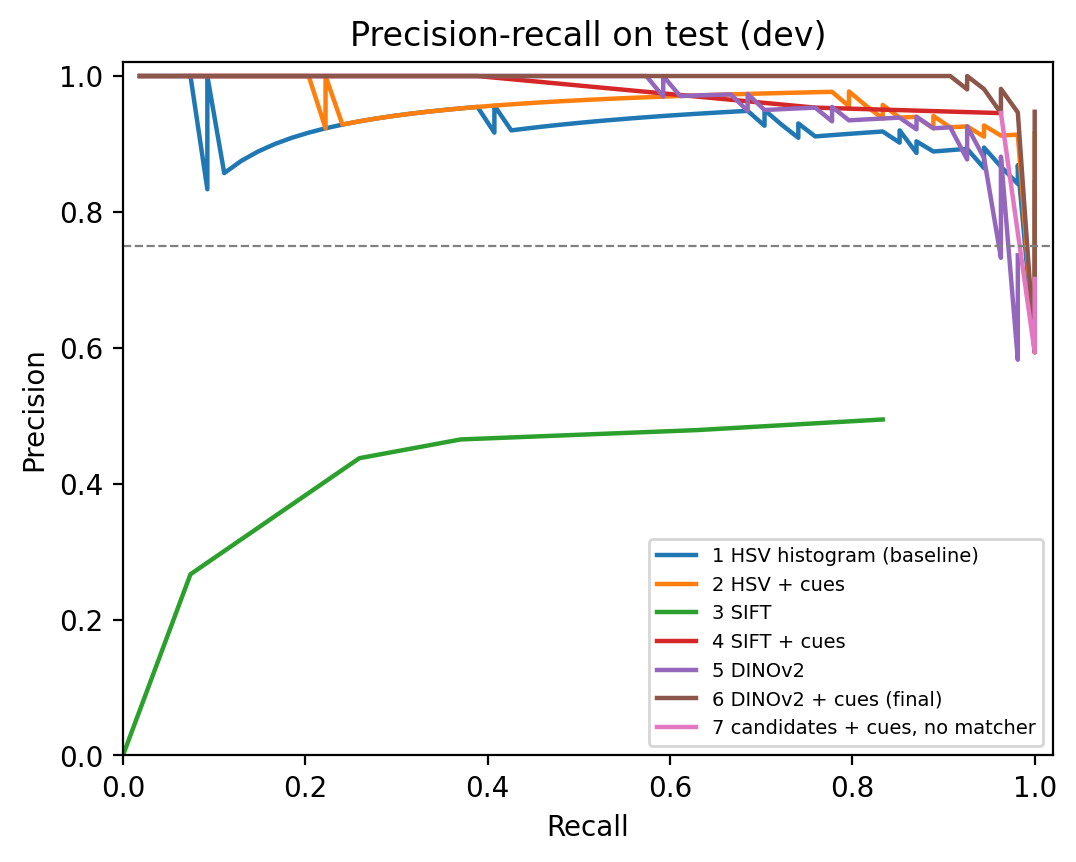 Precision-recall on test (dev)
1.0
0.8
0.6
0.4
0.2
0.0
Precision
0.0 0.2 0.4 0.6 0.8 1.0
Recall
1 HSV histogram (baseline)
2 HSV + cues
3 SIFT
4 SIFT + cues
5 DINOv2
6 DINOv2 + cues (final)
7 candidates + cues, no matcher